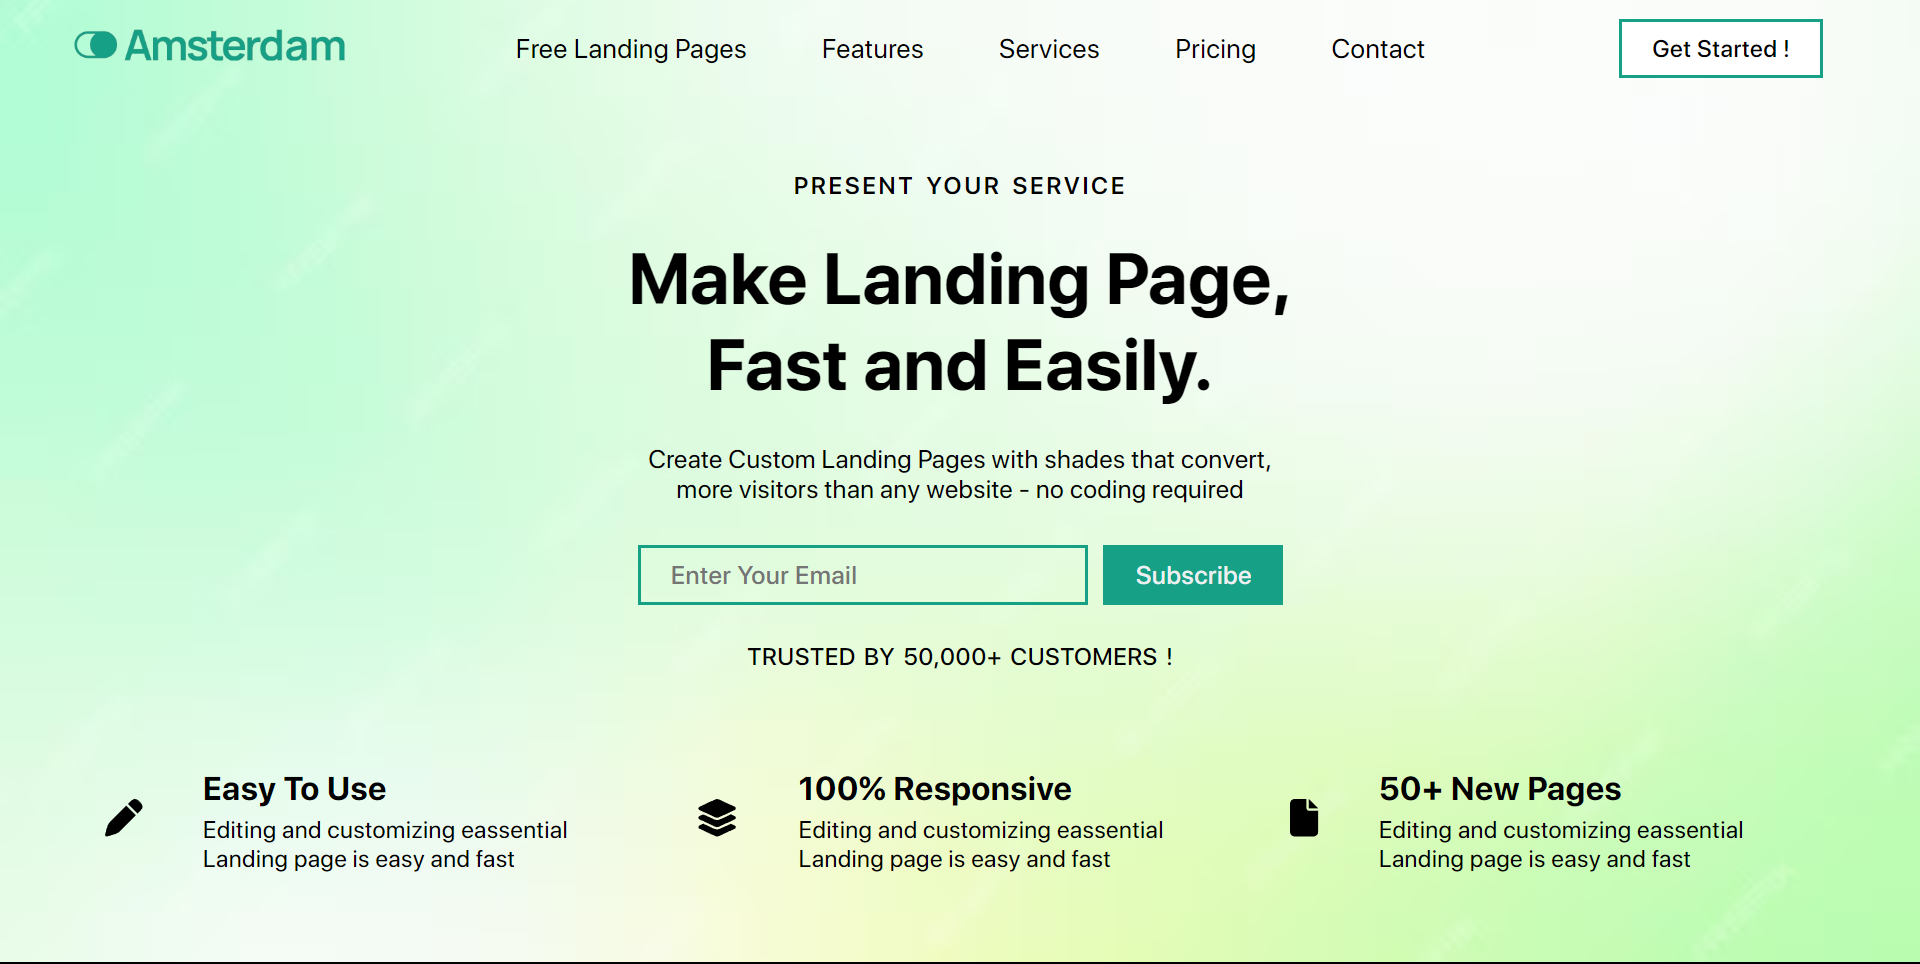 Amsterdam
Free Landing Pages
Features
Services
Pricing
Contact
Get Started !
PRESENT YOUR SERVICE
Make Landing Page,
Fast and Easily.
Create Custom Landing Pages with shades that convert,
more visitors than any website - no coding required
Enter Your Email
Subscribe
TRUSTED BY 50,000+ CUSTOMERS !
Easy To Use
Editing and customizing eassential
Landing page is easy and fast
100% Responsive
Editing and customizing eassential
Landing page is easy and fast
50+ New Pages
Editing and customizing eassential
Landing page is easy and fast